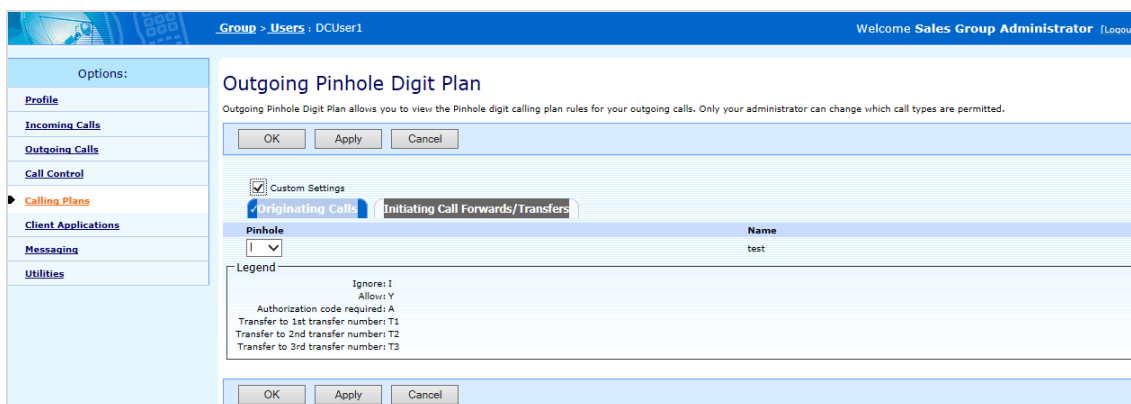 Group > Users : DCUser1
Welcome Sales Group Administrator [Logou
Options:
Profile
Incoming Calls
Outgoing Calls
Call Control
Calling Plans
Client Applications
Messaging
Utilities
Outgoing Pinhole Digit Plan
Outgoing Pinhole Digit Plan allows you to view the Pinhole digit calling plan rules for your outgoing calls. Only your administrator can change which call types are permitted.
OK Apply Cancel
Custom Settings
Originating Calls Initiating Call Forwards/Transfers
Pinhole Name
I test
Legend
Ignore: I
Allow: Y
Authorization code required: A
Transfer to 1st transfer number: T1
Transfer to 2nd transfer number: T2
Transfer to 3rd transfer number: T3
OK Apply Cancel